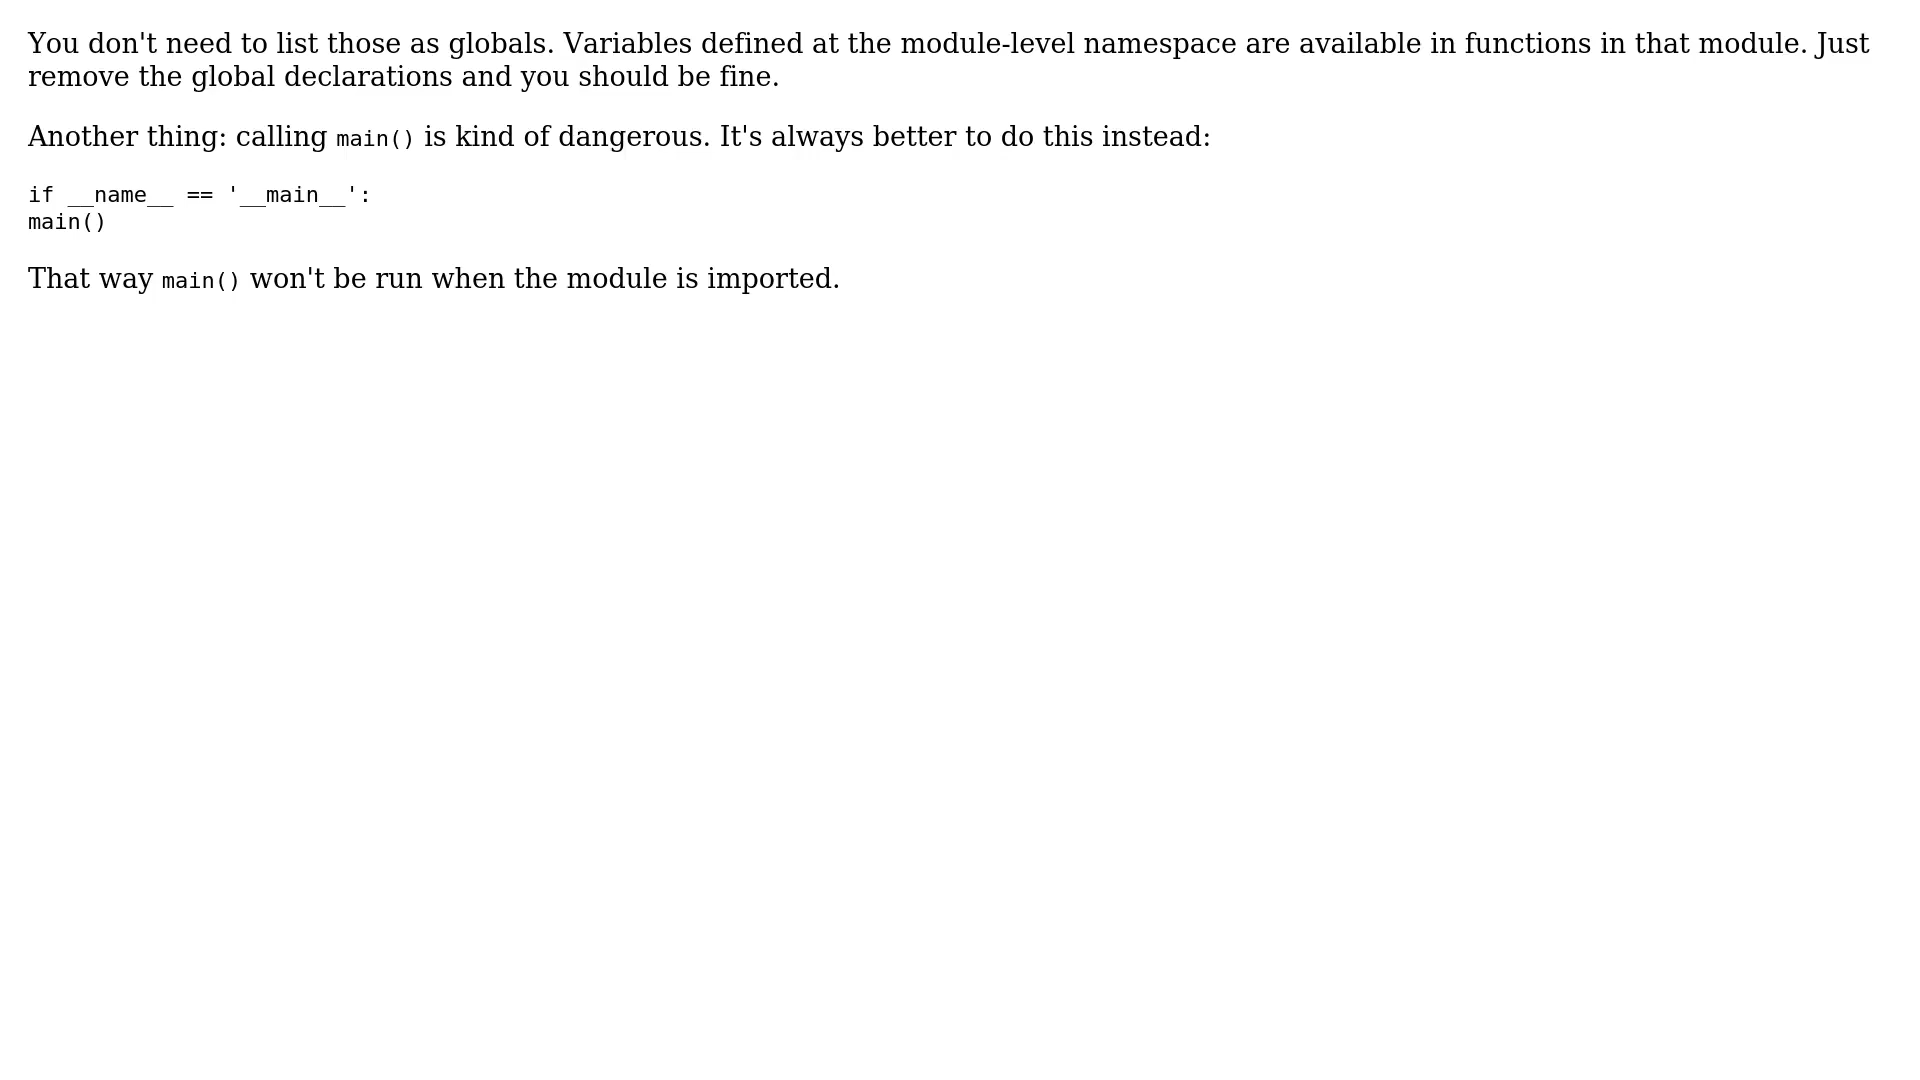 You don't need to list those as globals. Variables defined at the module-level namespace are available in functions in that module. Just
remove the global declarations and you should be fine.
Another thing: calling main() is kind of dangerous. It's always better to do this instead:
if __name__ == '__main__':
main()
That way main() won't be run when the module is imported.